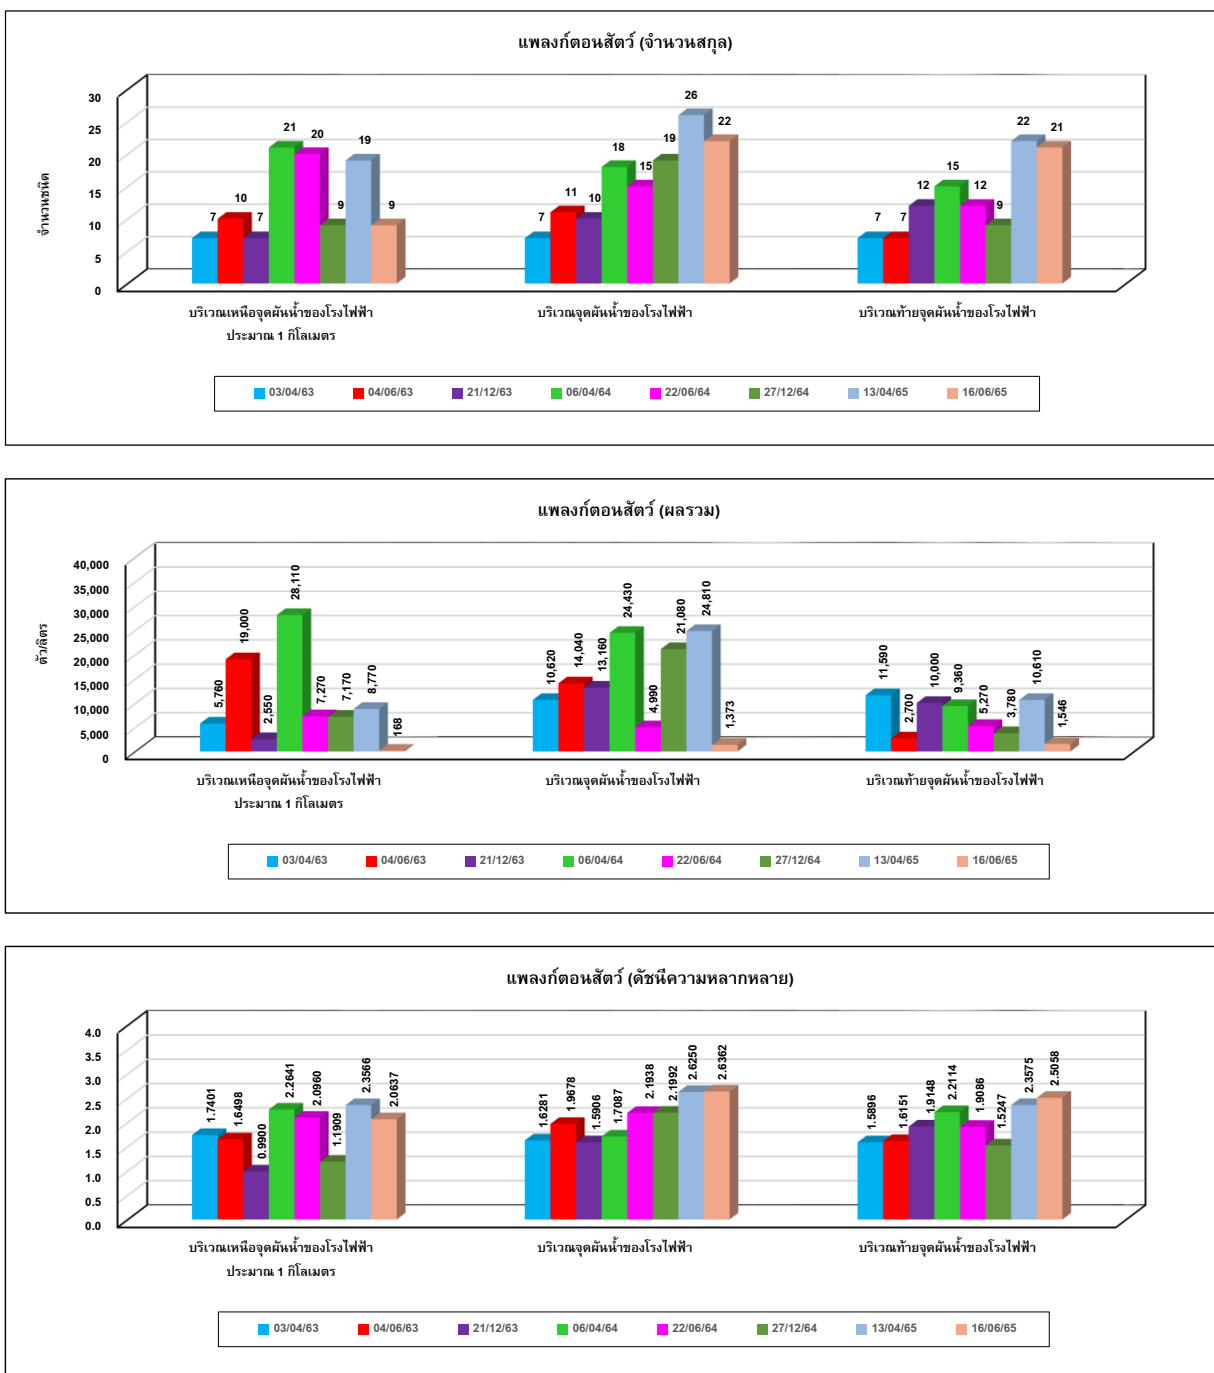 แพลงก์ตอนสัตว์ (จำนวนสกุล)
จำนวนชนิด
30
25
20
15
10
5
0
7 10 7 21 20 9 19 9
7 11 10 18 15 19 26 22
7 7 12 15 12 9 22 21
บริเวณเหนือจุดผันน้ำของโรงไฟฟ้า บริเวณจุดผันน้ำของโรงไฟฟ้า บริเวณท้ายจุดผันน้ำของโรงไฟฟ้า
ประมาณ 1 กิโลเมตร
03/04/63 04/06/63 21/12/63 06/04/64 22/06/64 27/12/64 13/04/65 16/06/65
แพลงก์ตอนสัตว์ (ผลรวม)
ตัว/ลิตร
40,000
35,000
30,000
25,000
20,000
15,000
10,000
5,000
0
5,760 19,000 2,550 28,110 7,270 7,170 8,770 168
10,620 14,040 13,160 24,430 4,990 21,080 24,810 1,373
11,590 2,700 10,000 9,360 5,270 3,780 10,610 1,546
บริเวณเหนือจุดผันน้ำของโรงไฟฟ้า บริเวณจุดผันน้ำของโรงไฟฟ้า บริเวณท้ายจุดผันน้ำของโรงไฟฟ้า
ประมาณ 1 กิโลเมตร
03/04/63 04/06/63 21/12/63 06/04/64 22/06/64 27/12/64 13/04/65 16/06/65
แพลงก์ตอนสัตว์ (ดัชนีความหลากหลาย)
4.0
3.5
3.0
2.5
2.0
1.5
1.0
0.5
0.0
1.7401 1.6498 0.9900 2.2641 2.0960 1.1909 2.3566 2.0637
1.6281 1.9678 1.5906 1.7087 2.1938 2.1992 2.6250 2.6362
1.5896 1.6151 1.9148 2.2114 1.9086 1.5247 2.3575 2.5058
บริเวณเหนือจุดผันน้ำของโรงไฟฟ้า บริเวณจุดผันน้ำของโรงไฟฟ้า บริเวณท้ายจุดผันน้ำของโรงไฟฟ้า
ประมาณ 1 กิโลเมตร
03/04/63 04/06/63 21/12/63 06/04/64 22/06/64 27/12/64 13/04/65 16/06/65